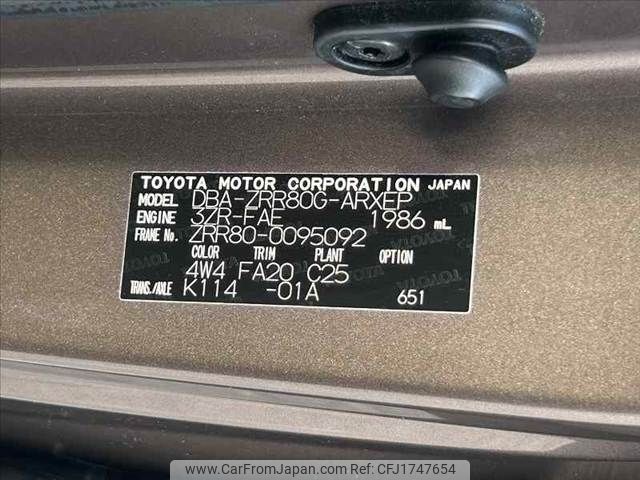 TOYOTA MOTOR CORPORATION JAPAN
MODEL DBA-ZRR80G-ARXEP
ENGINE 3ZR-FAE 1986 mL
FRAME No. ZRR80-0095092
COLOR TRIM PLANT OPTION
4W4 FA20 C25
TRANS./AXLE K114 -01A 651
www.CarFromJapan.com | Ref No: CFJ1747654